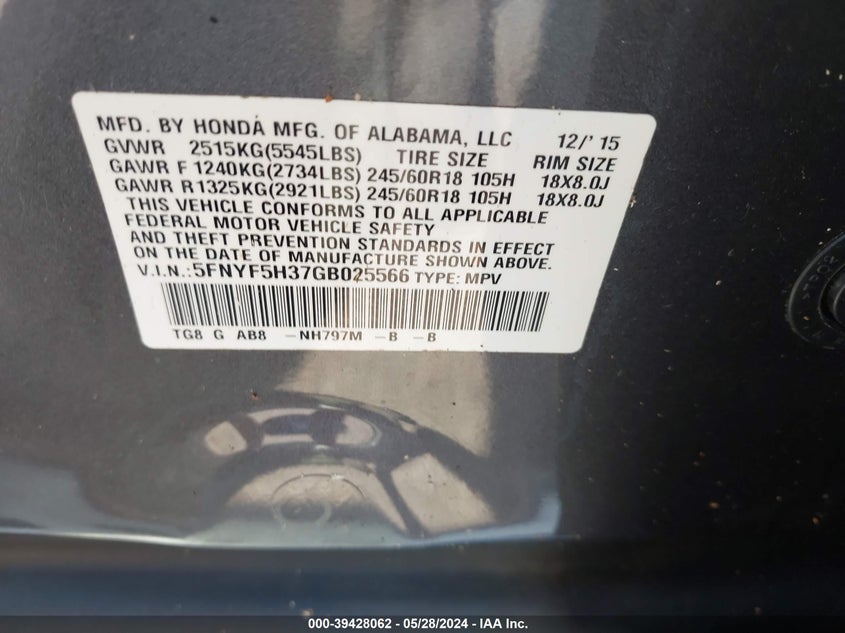 MFD. BY HONDA MFG. OF ALABAMA, LLC 12/' 15
GVWR 2515KG(5545LBS) TIRE SIZE RIM SIZE
GAWR F 1240KG(2734LBS) 245/60R18 105H 18X8.0J
GAWR R1325KG(2921LBS) 245/60R18 105H 18X8.0J
THIS VEHICLE CONFORMS TO ALL APPLICABLE
FEDERAL MOTOR VEHICLE SAFETY
AND THEFT PREVENTION STANDARDS IN EFFECT
ON THE DATE OF MANUFACTURE SHOWN ABOVE.
V.I.N.:5FNYF5H37GB025566 TYPE: MPV
TG8 G AB8 -NH797M -B -B
000-39428062 / 05/28/2024 - IAA Inc.